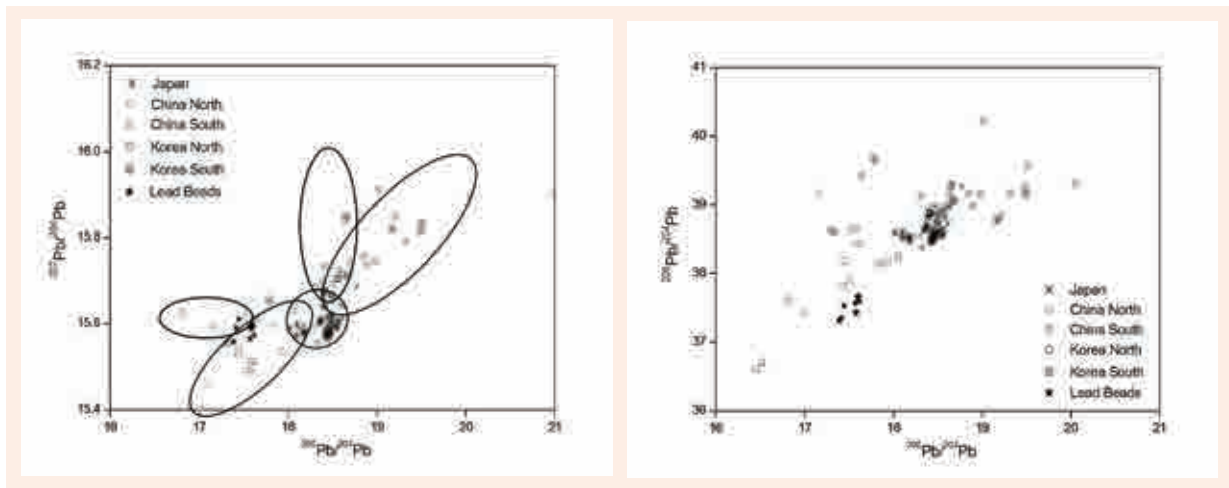 16.2
16.0
15.8
15.6
15.4
16 17 18 19 20 21
Japan
China North
China South
Korea North
Korea South
Lead Beads
41
40
39
38
37
36
16 17 18 19 20 21
Japan
China North
China South
Korea North
Korea South
Lead Beads